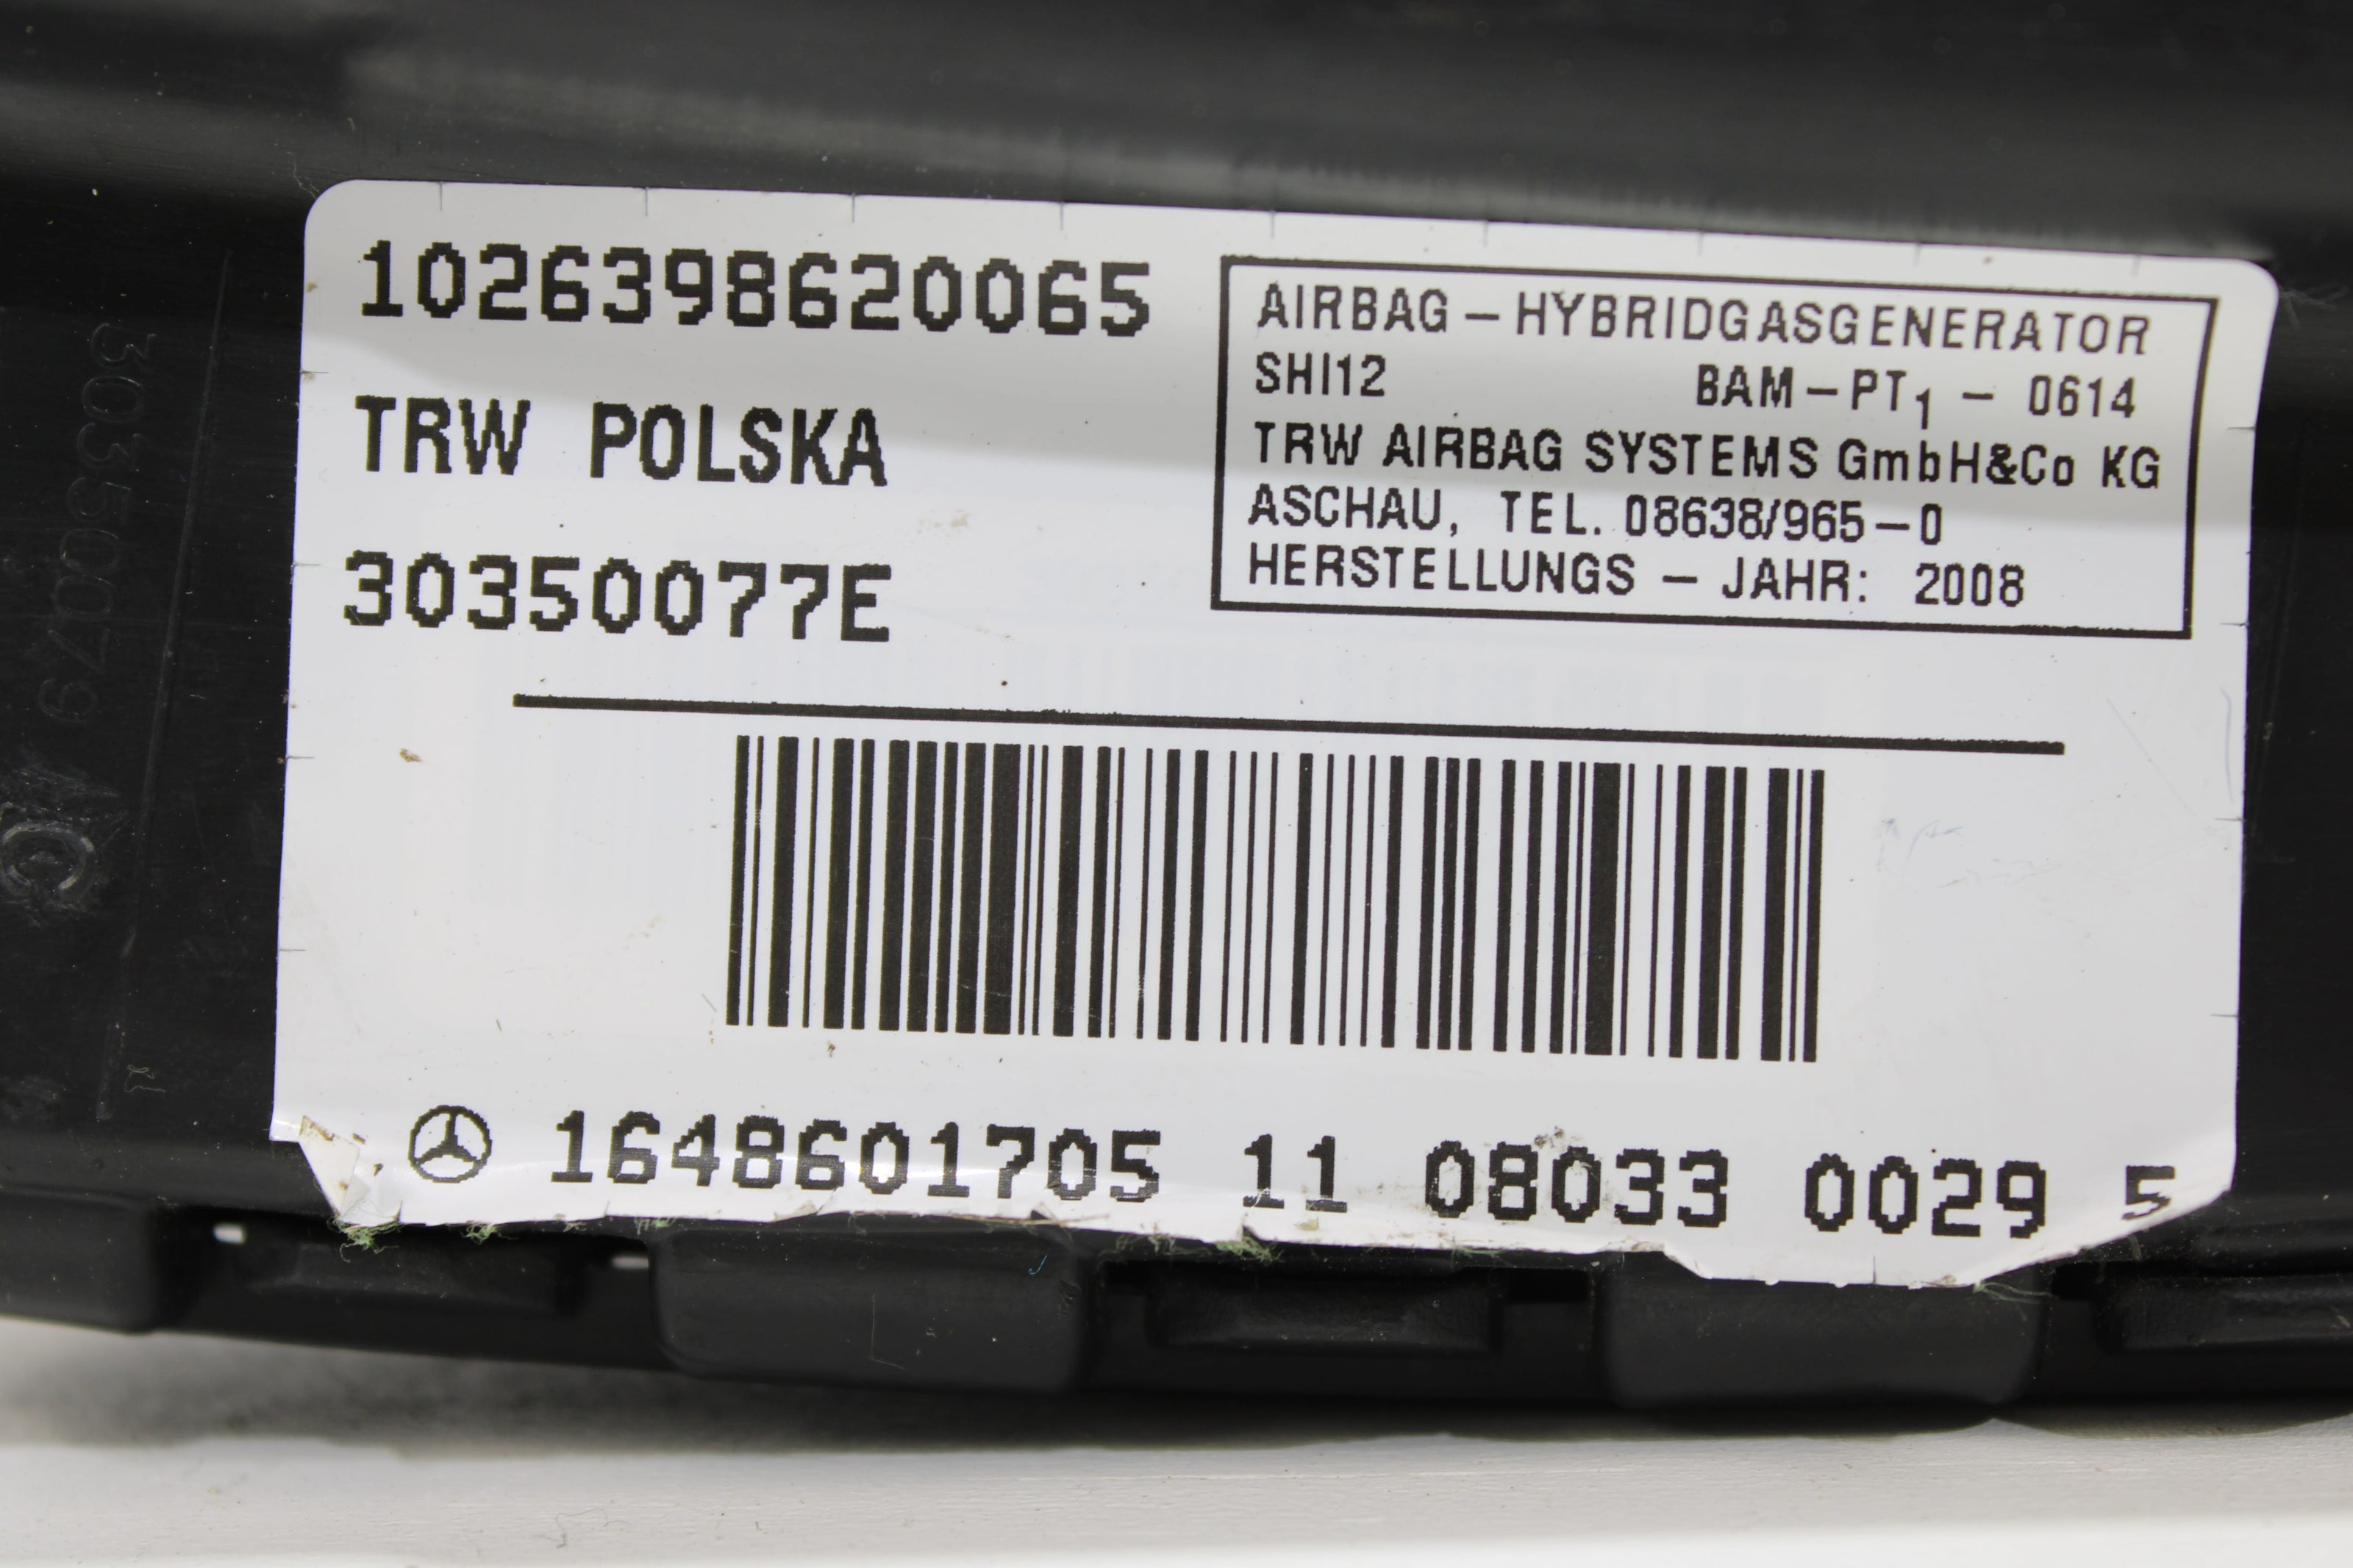 1026398620065
TRW POLSKA
30350077E
AIRBAG – HYBRIDGASGENERATOR
SHI12 BAM – PT1 – 0614
TRW AIRBAG SYSTEMS GmbH&Co KG
ASCHAU, TEL. 08638/965–0
HERSTELLUNGS – JAHR: 2008
1648601705 11 08033 0029 5
30350079